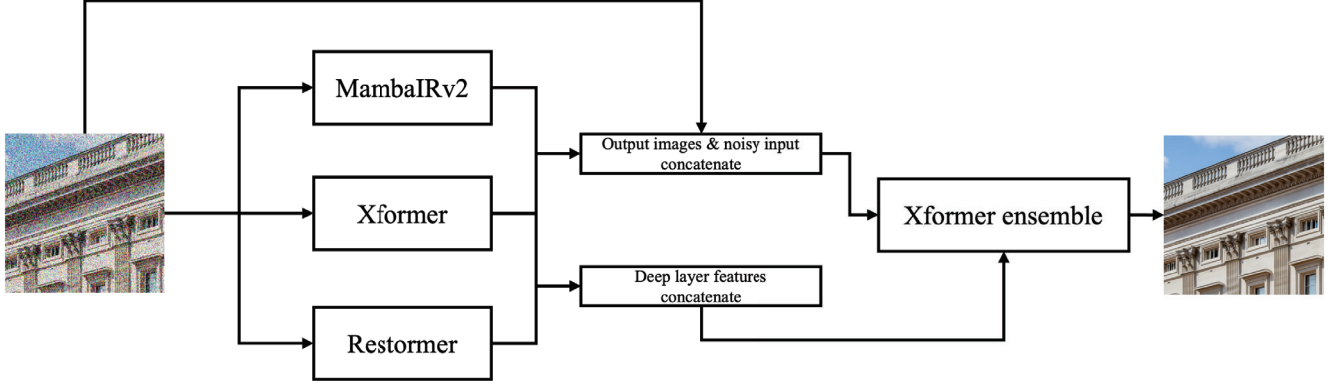 MambaIRv2
Xformer
Restormer
Output images & noisy input
concatenate
Deep layer features
concatenate
Xformer ensemble